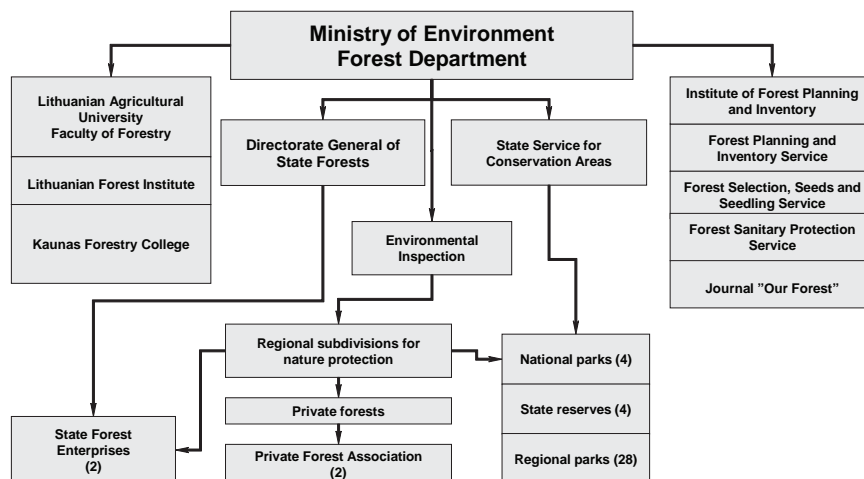 Ministry of Environment
Forest Department
Lithuanian Agricultural
University
Faculty of Forestry
Lithuanian Forest Institute
Kaunas Forestry College
Directorate General of
State Forests
State Service for
Conservation Areas
Institute of Forest Planning
and Inventory
Forest Planning and
Inventory Service
Forest Selection, Seeds and
Seedling Service
Forest Sanitary Protection
Service
Journal ”Our Forest”
Environmental
Inspection
Regional subdivisions for
nature protection
National parks (4)
State reserves (4)
Regional parks (28)
Private forests
Private Forest Association
(2)
State Forest
Enterprises
(2)